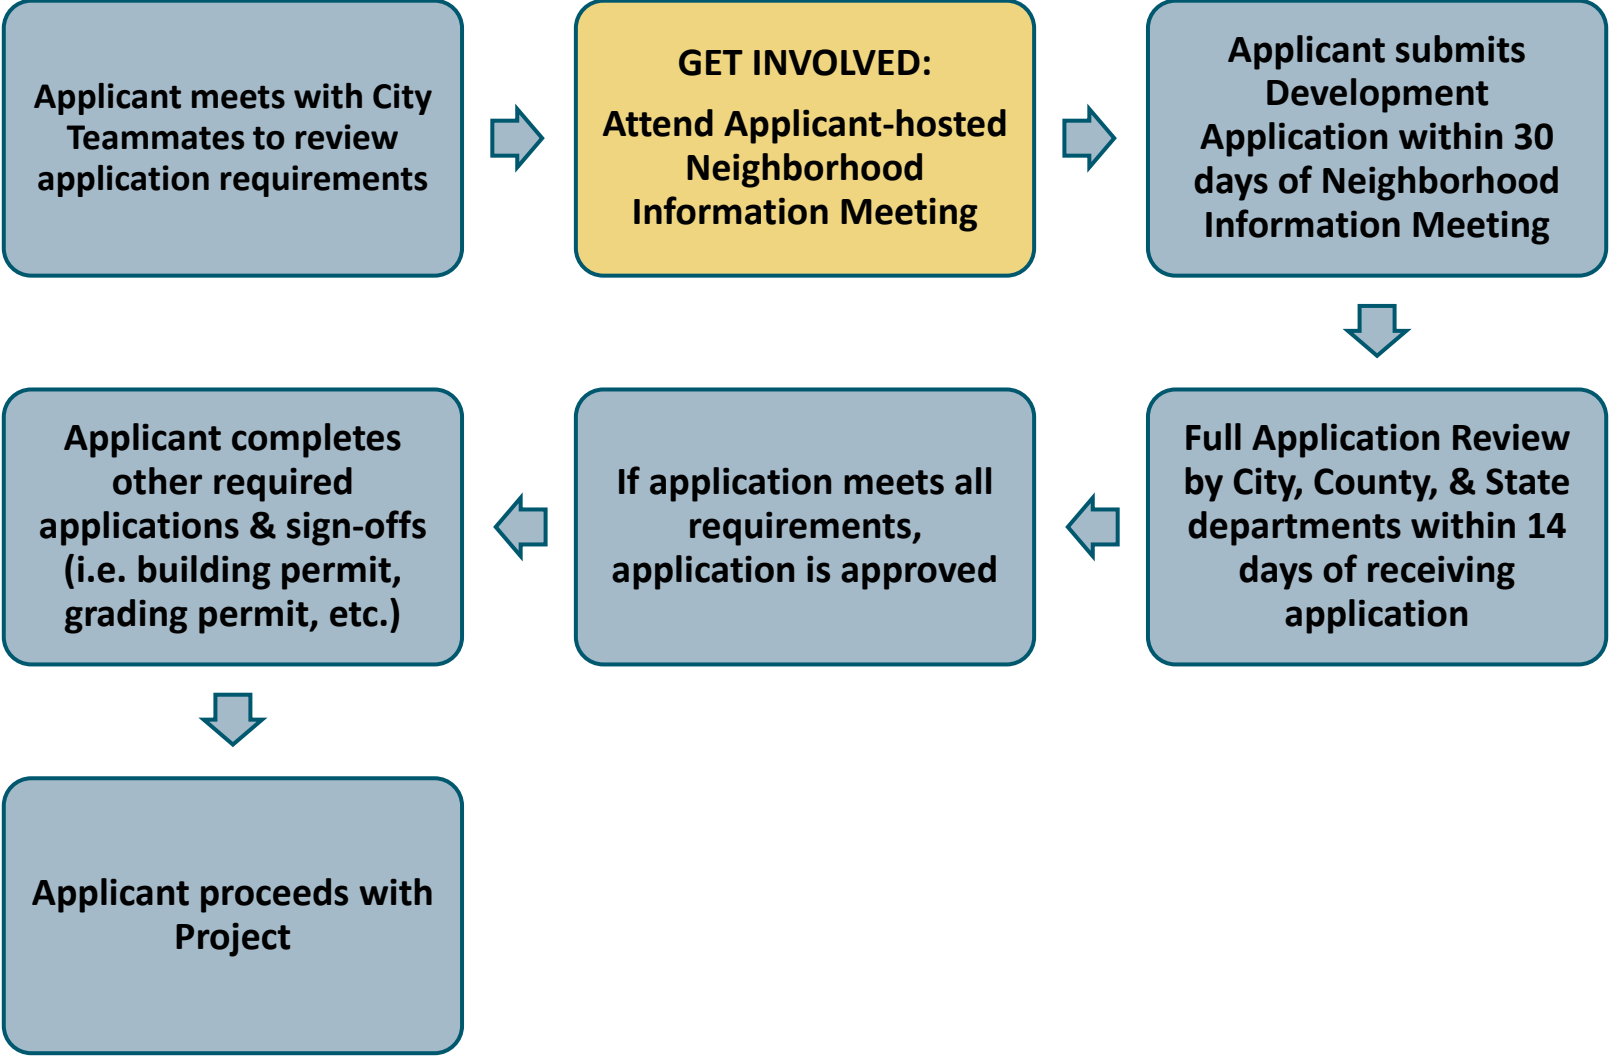 Applicant meets with City
Teammates to review
application requirements
GET INVOLVED:
Attend Applicant-hosted
Neighborhood
Information Meeting
Applicant submits
Development
Application within 30
days of Neighborhood
Information Meeting
Full Application Review
by City, County, & State
departments within 14
days of receiving
application
If application meets all
requirements,
application is approved
Applicant completes
other required
applications & sign-offs
(i.e. building permit,
grading permit, etc.)
Applicant proceeds with
Project